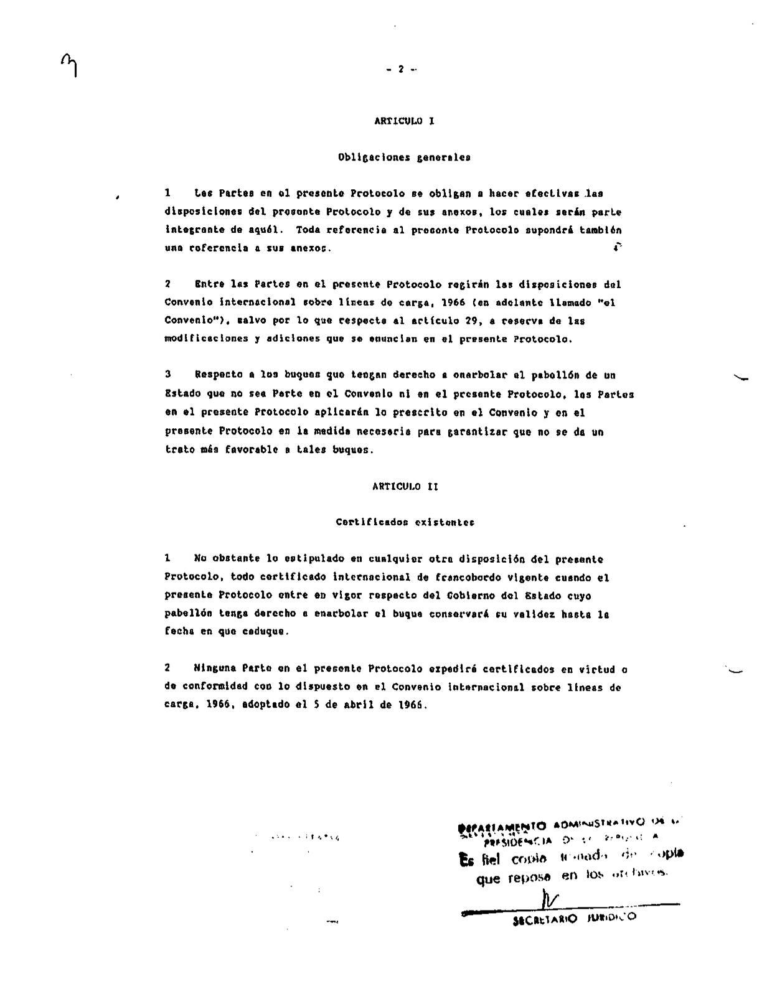 - 2 -
ARTICULO I
Obligaciones generales
1 Las Partes en el presente Protocolo se obligan a hacer efectivas las
disposiciones del presente Protocolo y de sus anexos, los cuales serán parte
integrante de aquél. Toda referencia al presente Protocolo supondrá también
una referencia a sus anexos.
2 Entre las Partes en el presente Protocolo regirán las disposiciones del
Convenio internacional sobre líneas de carga, 1966 (en adelante llamado "el
Convenio"), salvo por lo que respecta al artículo 29, a reserva de las
modificaciones y adiciones que se enuncian en el presente Protocolo.
3 Respecto a los buques que tengan derecho a enarbolar el pabellón de un
Estado que no sea Parte en el Convenio ni en el presente Protocolo, las Partes
en el presente Protocolo aplicarán lo prescrito en el Convenio y en el
presente Protocolo en la medida necesaria para garantizar que no se da un
trato más favorable a tales buques.
ARTICULO II
Certificados existentes
1 No obstante lo estipulado en cualquier otra disposición del presente
Protocolo, todo certificado internacional de francobordo vigente cuando el
presente Protocolo entre en vigor respecto del Gobierno del Estado cuyo
pabellón tenga derecho a enarbolar el buque conservará su validez hasta la
fecha en que caduque.
2 Ninguna Parte en el presente Protocolo expedirá certificados en virtud o
de conformidad con lo dispuesto en el Convenio internacional sobre líneas de
carga, 1966, adoptado el 5 de abril de 1966.
DEPARTAMENTO ADMINISTRATIVO DE
PRESIDENCIA
Es fiel copia tomada de copia
que reposa en los archivos.
SECRETARIO JURIDICO